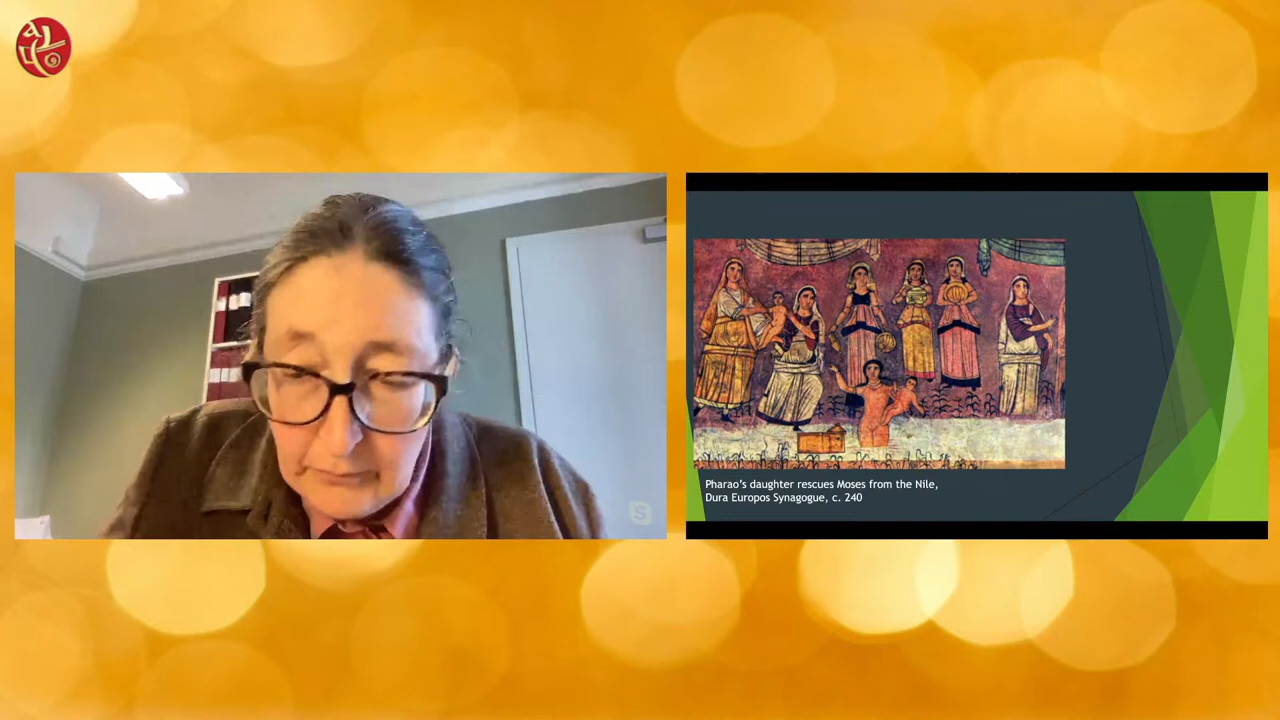 Pharao's daughter rescues Moses from the Nile,
Dura Europos Synagogue, c. 240